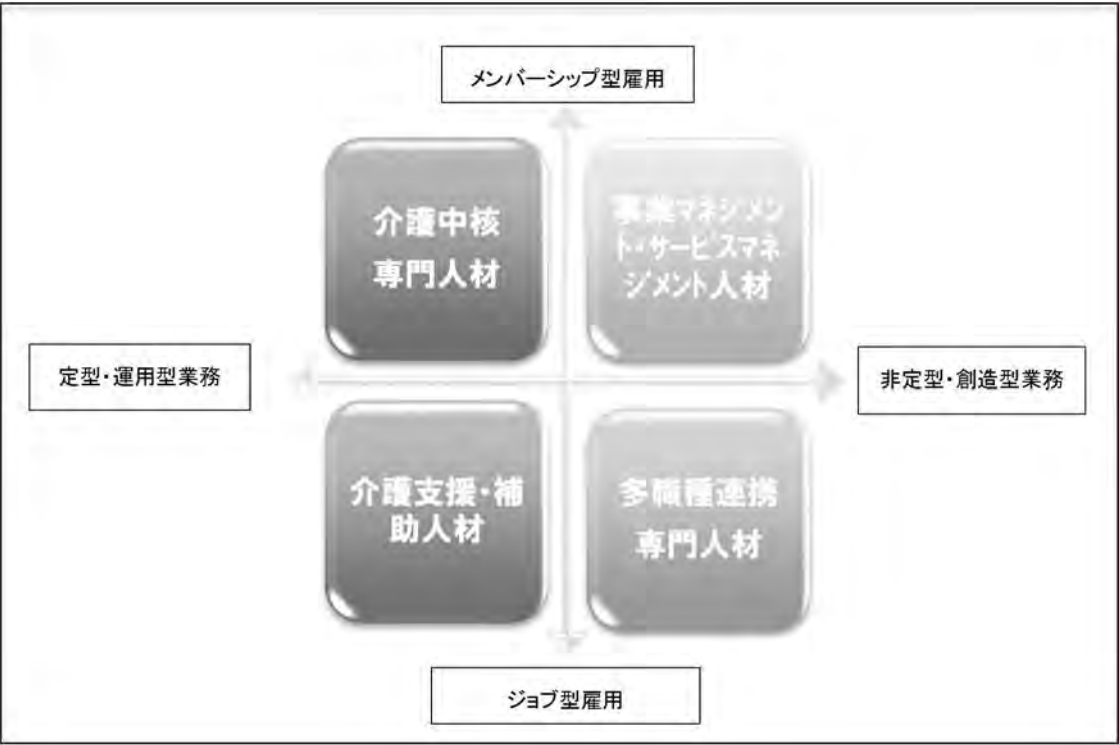 メンバーシップ型雇用
介護中核
専門人材
事業マネジメン
ト・サービスマネ
ジメント人材
定型・運用型業務
非定型・創造型業務
介護支援・補
助人材
多職種連携
専門人材
ジョブ型雇用